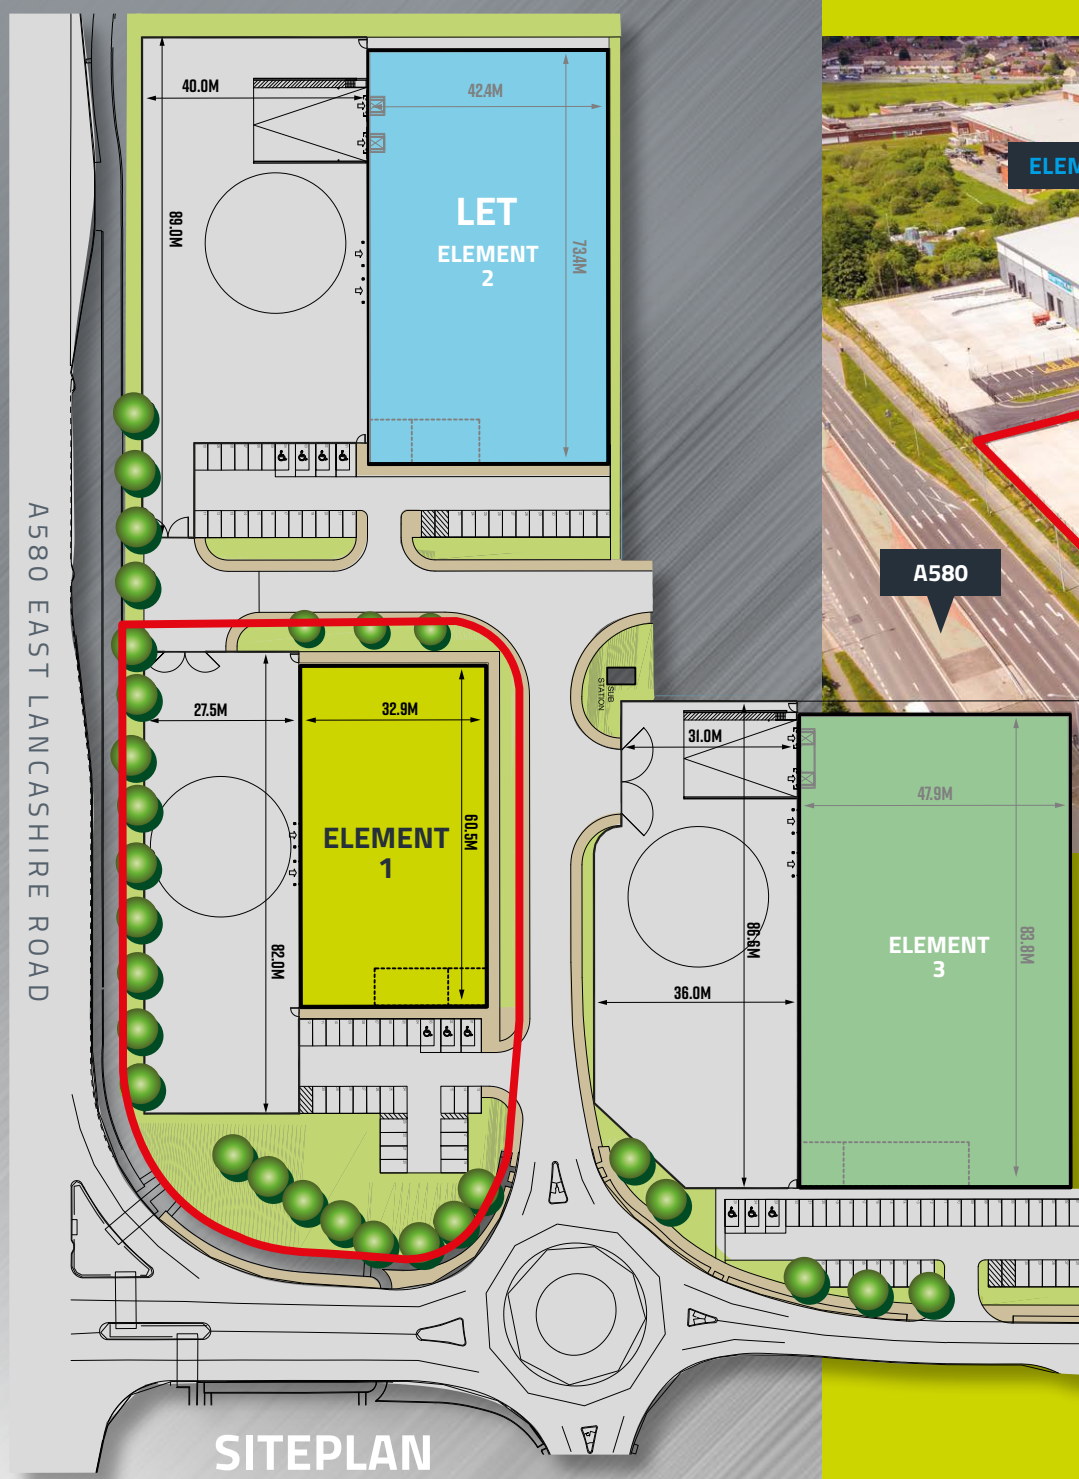 40.0M
42.4M
89.0M
LET
ELEMENT
2
73.4M
A580 EAST LANCASHIRE ROAD
SUB
STATION
27.5M
32.9M
ELEMENT
1
60.5M
82.0M
31.0M
47.9M
86.6M
36.0M
ELEMENT
3
83.8M
SITEPLAN
ELEM
A580